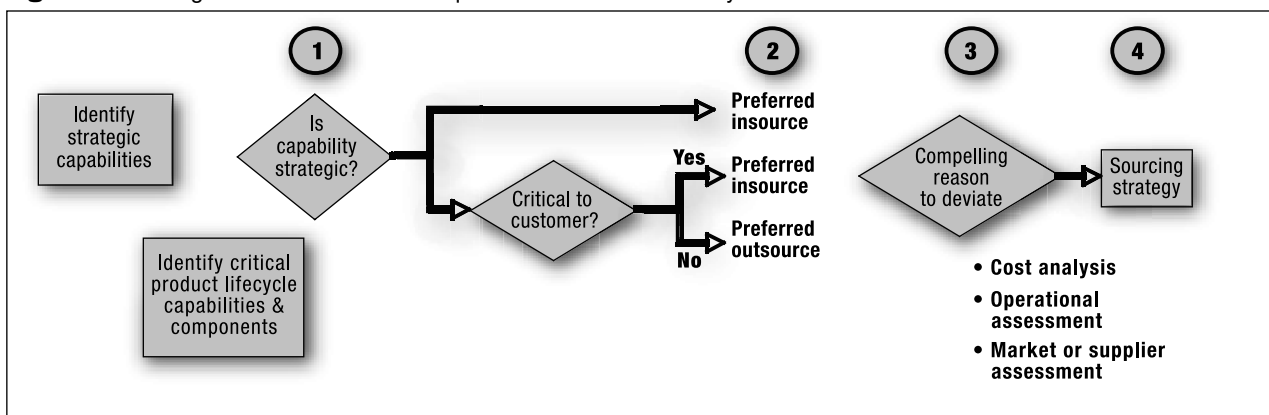 1
2
3
4
Identify
strategic
capabilities
Is
capability
strategic?
Preferred
insource
Identify critical
product lifecycle
capabilities &
components
Critical to
customer?
Yes
Preferred
insource
No
Preferred
outsource
Compelling
reason
to deviate
Sourcing
strategy
• Cost analysis
• Operational
assessment
• Market or supplier
assessment